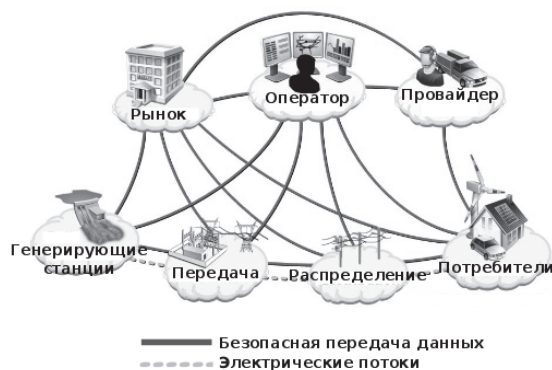 Рынок
Оператор
Провайдер
Генерирующие
станции
Передача
Распределение
Потребители
Безопасная передача данных
Электрические потоки